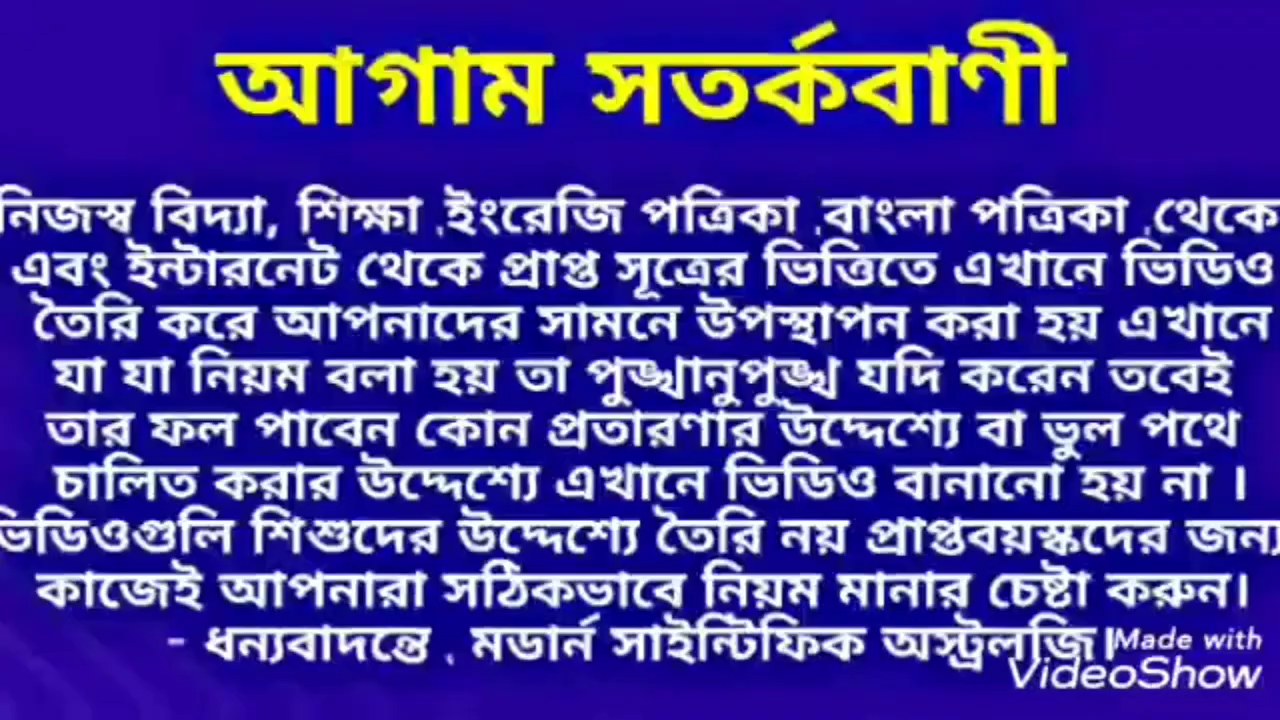 আগাম সতর্কবাণী
নিজস্ব বিদ্যা, শিক্ষা ,ইংরেজি পত্রিকা ,বাংলা পত্রিকা ,থেকে
এবং ইন্টারনেট থেকে প্রাপ্ত সূত্রের ভিত্তিতে এখানে ভিডিও
তৈরি করে আপনাদের সামনে উপস্থাপন করা হয় এখানে
যা যা নিয়ম বলা হয় তা পুঙ্খানুপুঙ্খ যদি করেন তবেই
তার ফল পাবেন কোন প্রতারণার উদ্দেশ্যে বা ভুল পথে
চালিত করার উদ্দেশ্যে এখানে ভিডিও বানানো হয় না ।
ভিডিওগুলি শিশুদের উদ্দেশ্যে তৈরি নয় প্রাপ্তবয়স্কদের জন্য
কাজেই আপনারা সঠিকভাবে নিয়ম মানার চেষ্টা করুন।
- ধন্যবাদন্তে , মডার্ন সাইন্টিফিক অস্ট্রলজি।
Made with
VideoShow